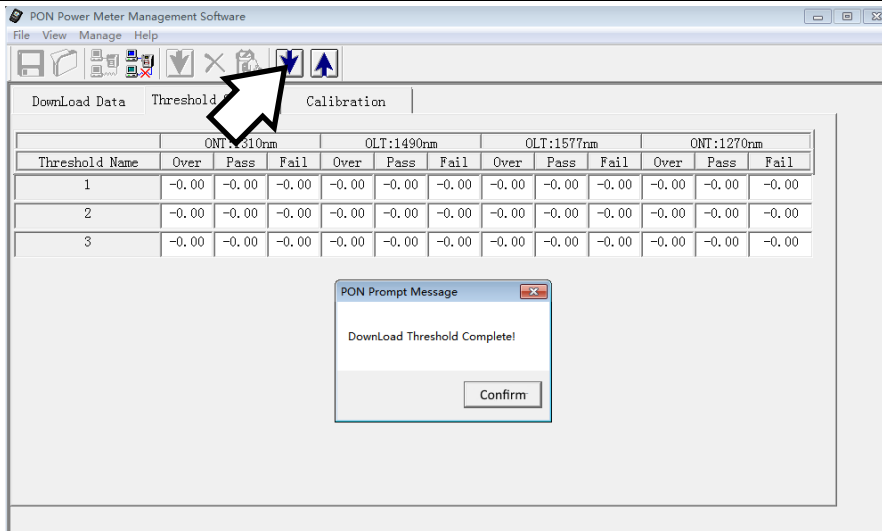 PON Power Meter Management Software
File View Manage Help
DownLoad Data Threshold Calibration
ONT:1310nm OLT:1490nm OLT:1577nm ONT:1270nm
Threshold Name Over Pass Fail Over Pass Fail Over Pass Fail Over Pass Fail
1 -0.00 -0.00 -0.00 -0.00 -0.00 -0.00 -0.00 -0.00 -0.00 -0.00 -0.00 -0.00
2 -0.00 -0.00 -0.00 -0.00 -0.00 -0.00 -0.00 -0.00 -0.00 -0.00 -0.00 -0.00
3 -0.00 -0.00 -0.00 -0.00 -0.00 -0.00 -0.00 -0.00 -0.00 -0.00 -0.00 -0.00
PON Prompt Message
DownLoad Threshold Complete!
Confirm